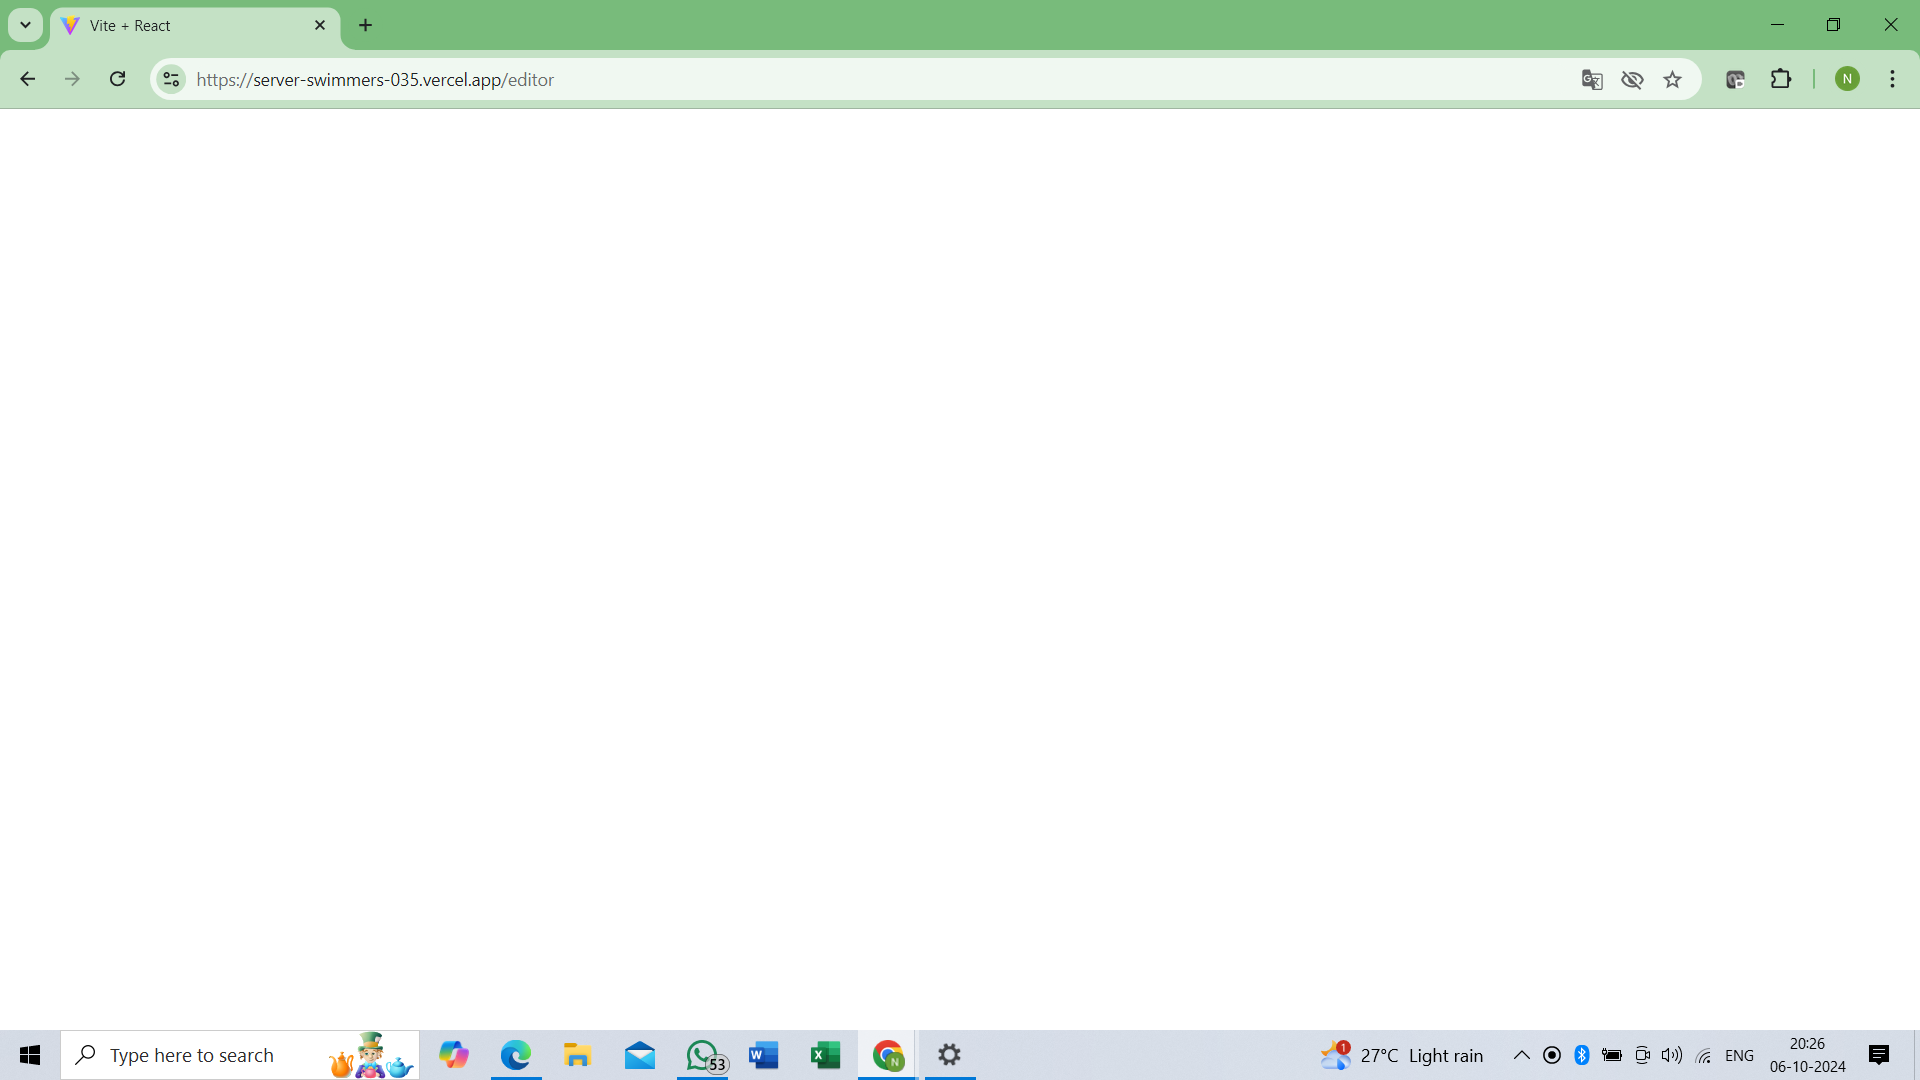 Vite + React
https://server-swimmers-035.vercel.app/editor
N
Type here to search
53
N
1
27°C Light rain
ENG
20:26
06-10-2024